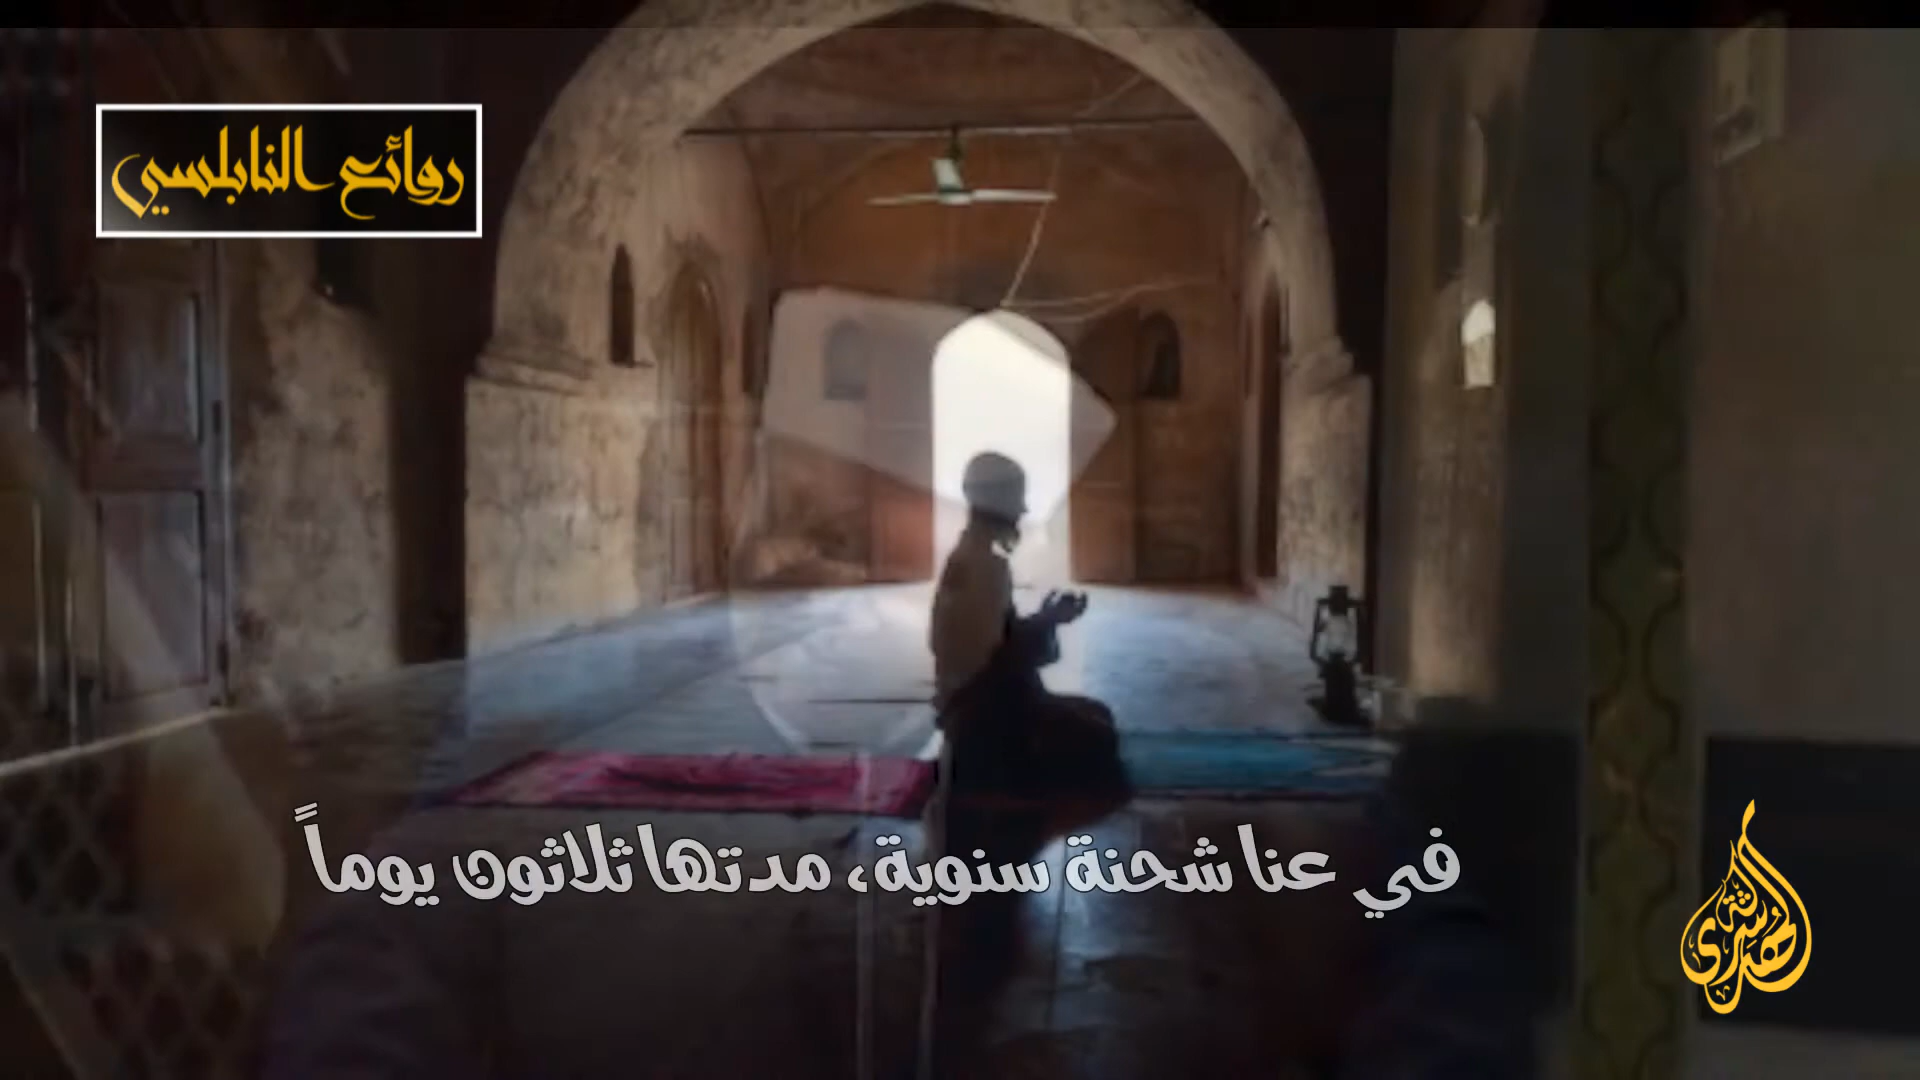 روائع النابلسي
في عنا شحنة سنوية، مدتها ثلاثون يوماً